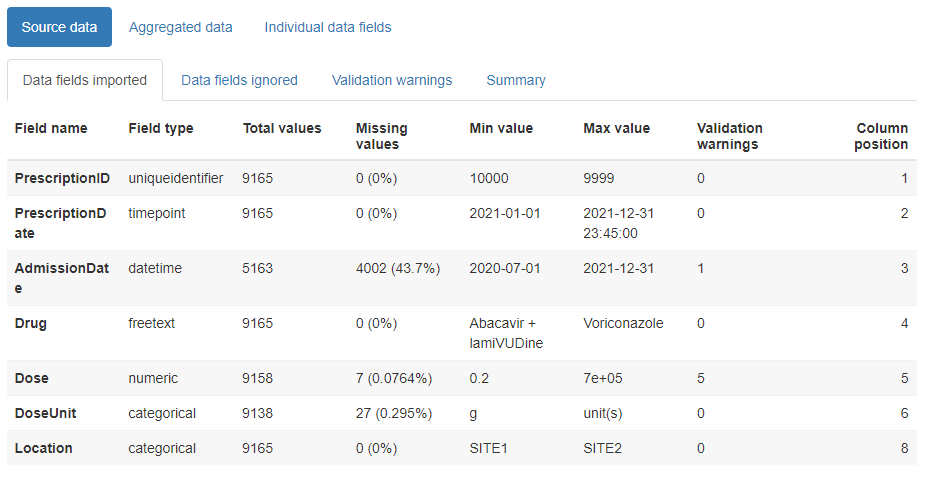 Source data Aggregated data Individual data fields
Data fields imported Data fields ignored Validation warnings Summary
Field name Field type Total values Missing values Min value Max value Validation warnings Column position
PrescriptionID uniqueidentifier 9165 0 (0%) 10000 9999 0 1
PrescriptionDate timepoint 9165 0 (0%) 2021-01-01 2021-12-31 23:45:00 0 2
AdmissionDate datetime 5163 4002 (43.7%) 2020-07-01 2021-12-31 1 3
Drug freetext 9165 0 (0%) Abacavir + lamiVUDine Voriconazole 0 4
Dose numeric 9158 7 (0.0764%) 0.2 7e+05 5 5
DoseUnit categorical 9138 27 (0.295%) g unit(s) 0 6
Location categorical 9165 0 (0%) SITE1 SITE2 0 8